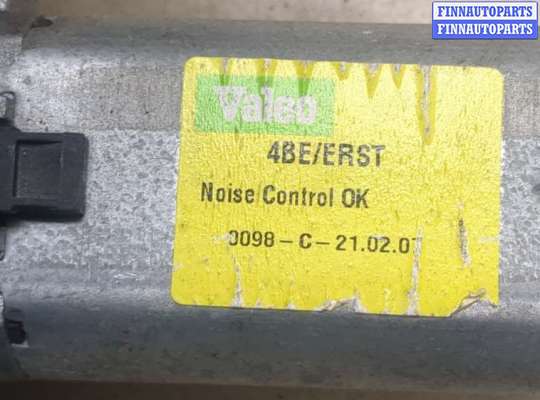 FINNAUTOPARTS
FINNAUTOPARTS
Valeo
4BE/ERST
Noise Control OK
0098-C-21.02.07